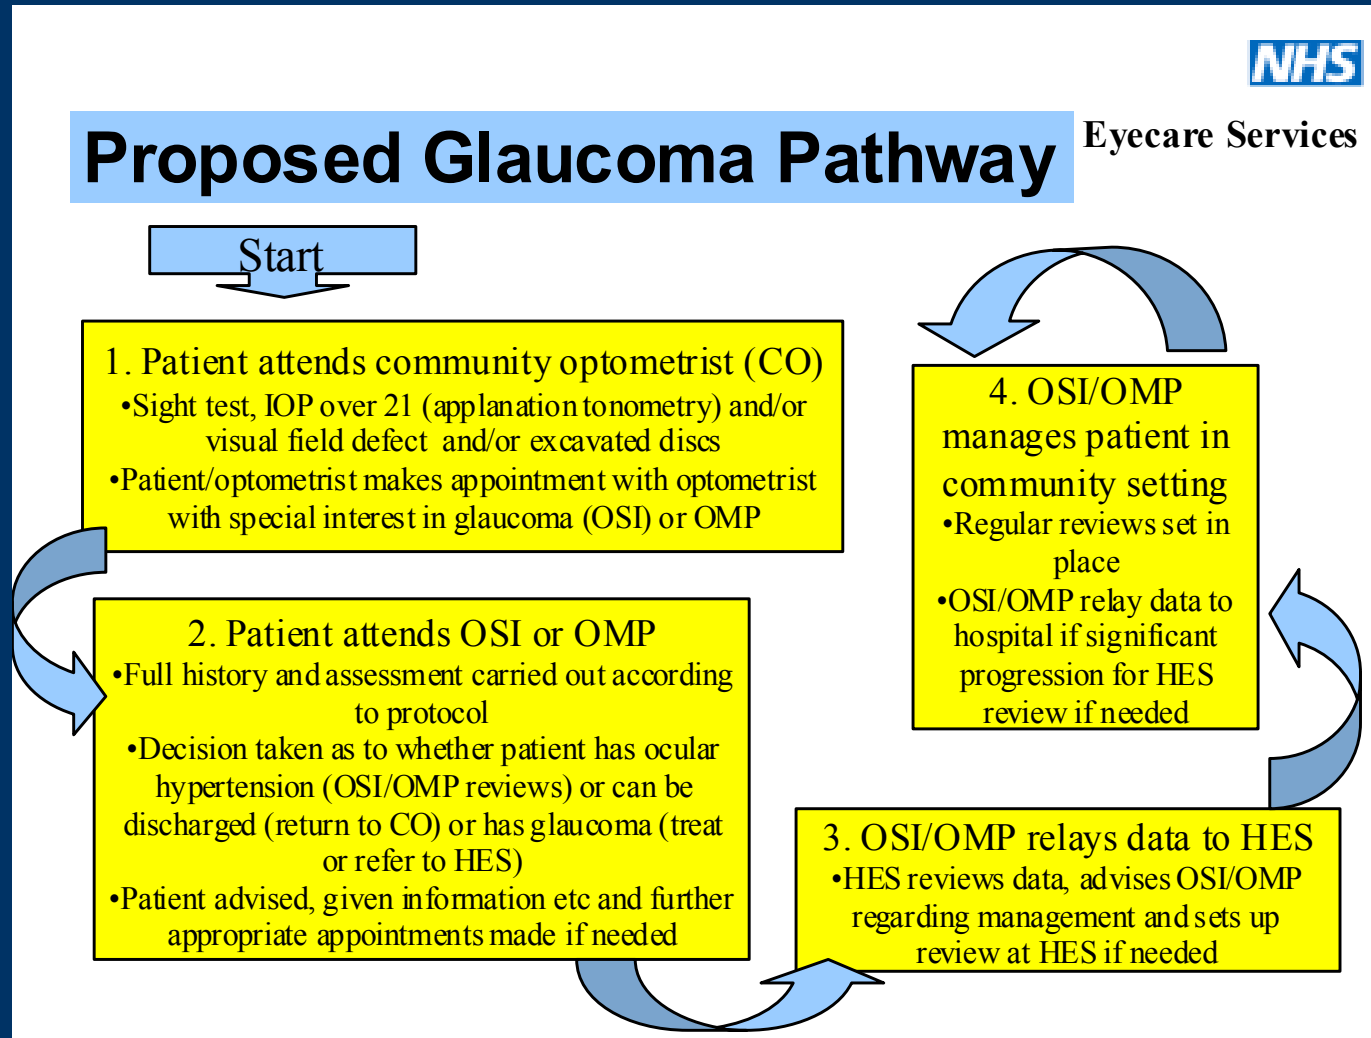 NHS
Eyecare Services
Proposed Glaucoma Pathway
Start
1. Patient attends community optometrist (CO)
•Sight test, IOP over 21 (applanation tonometry) and/or
visual field defect and/or excavated discs
•Patient/optometrist makes appointment with optometrist
with special interest in glaucoma (OSI) or OMP
2. Patient attends OSI or OMP
•Full history and assessment carried out according
to protocol
•Decision taken as to whether patient has ocular
hypertension (OSI/OMP reviews) or can be
discharged (return to CO) or has glaucoma (treat
or refer to HES)
•Patient advised, given information etc and further
appropriate appointments made if needed
3. OSI/OMP relays data to HES
•HES reviews data, advises OSI/OMP
regarding management and sets up
review at HES if needed
4. OSI/OMP
manages patient in
community setting
•Regular reviews set in
place
•OSI/OMP relay data to
hospital if significant
progression for HES
review if needed